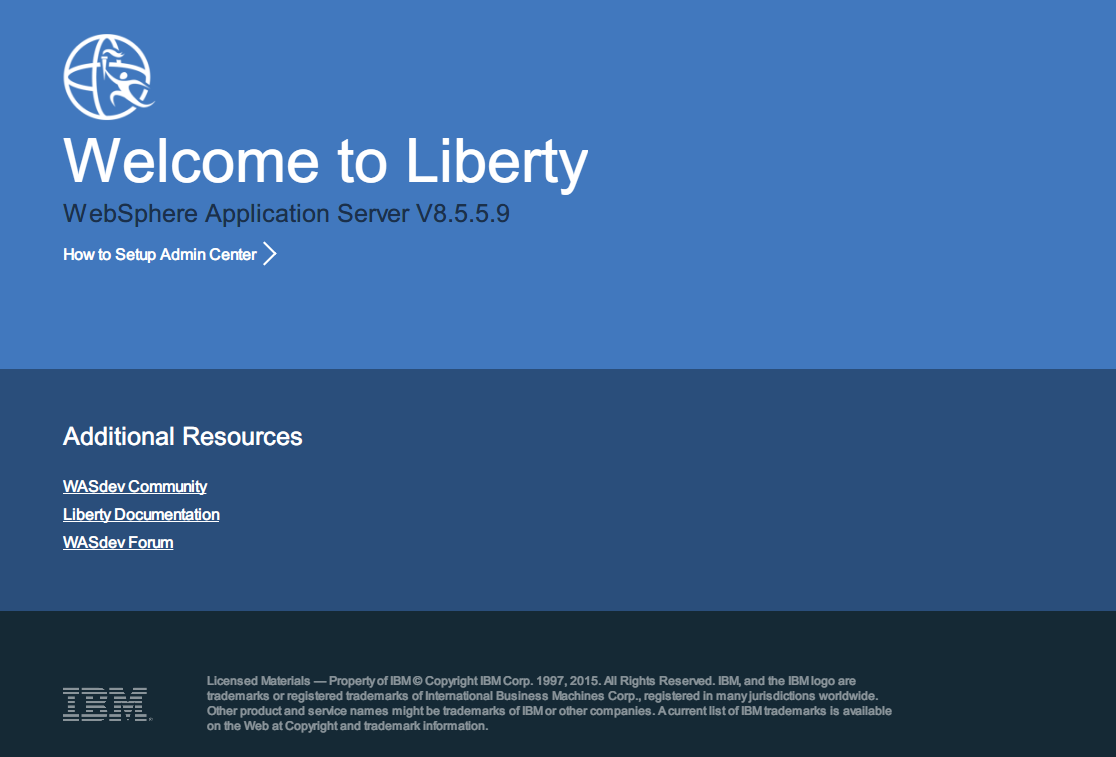 Welcome to Liberty
WebSphere Application Server V8.5.5.9
How to Setup Admin Center
Additional Resources
WASdev Community
Liberty Documentation
WASdev Forum
IBM
Licensed Materials — Property of IBM © Copyright IBM Corp. 1997, 2015. All Rights Reserved. IBM, and the IBM logo are
trademarks or registered trademarks of International Business Machines Corp., registered in many jurisdictions worldwide.
Other product and service names might be trademarks of IBM or other companies. A current list of IBM trademarks is available
on the Web at Copyright and trademark information.